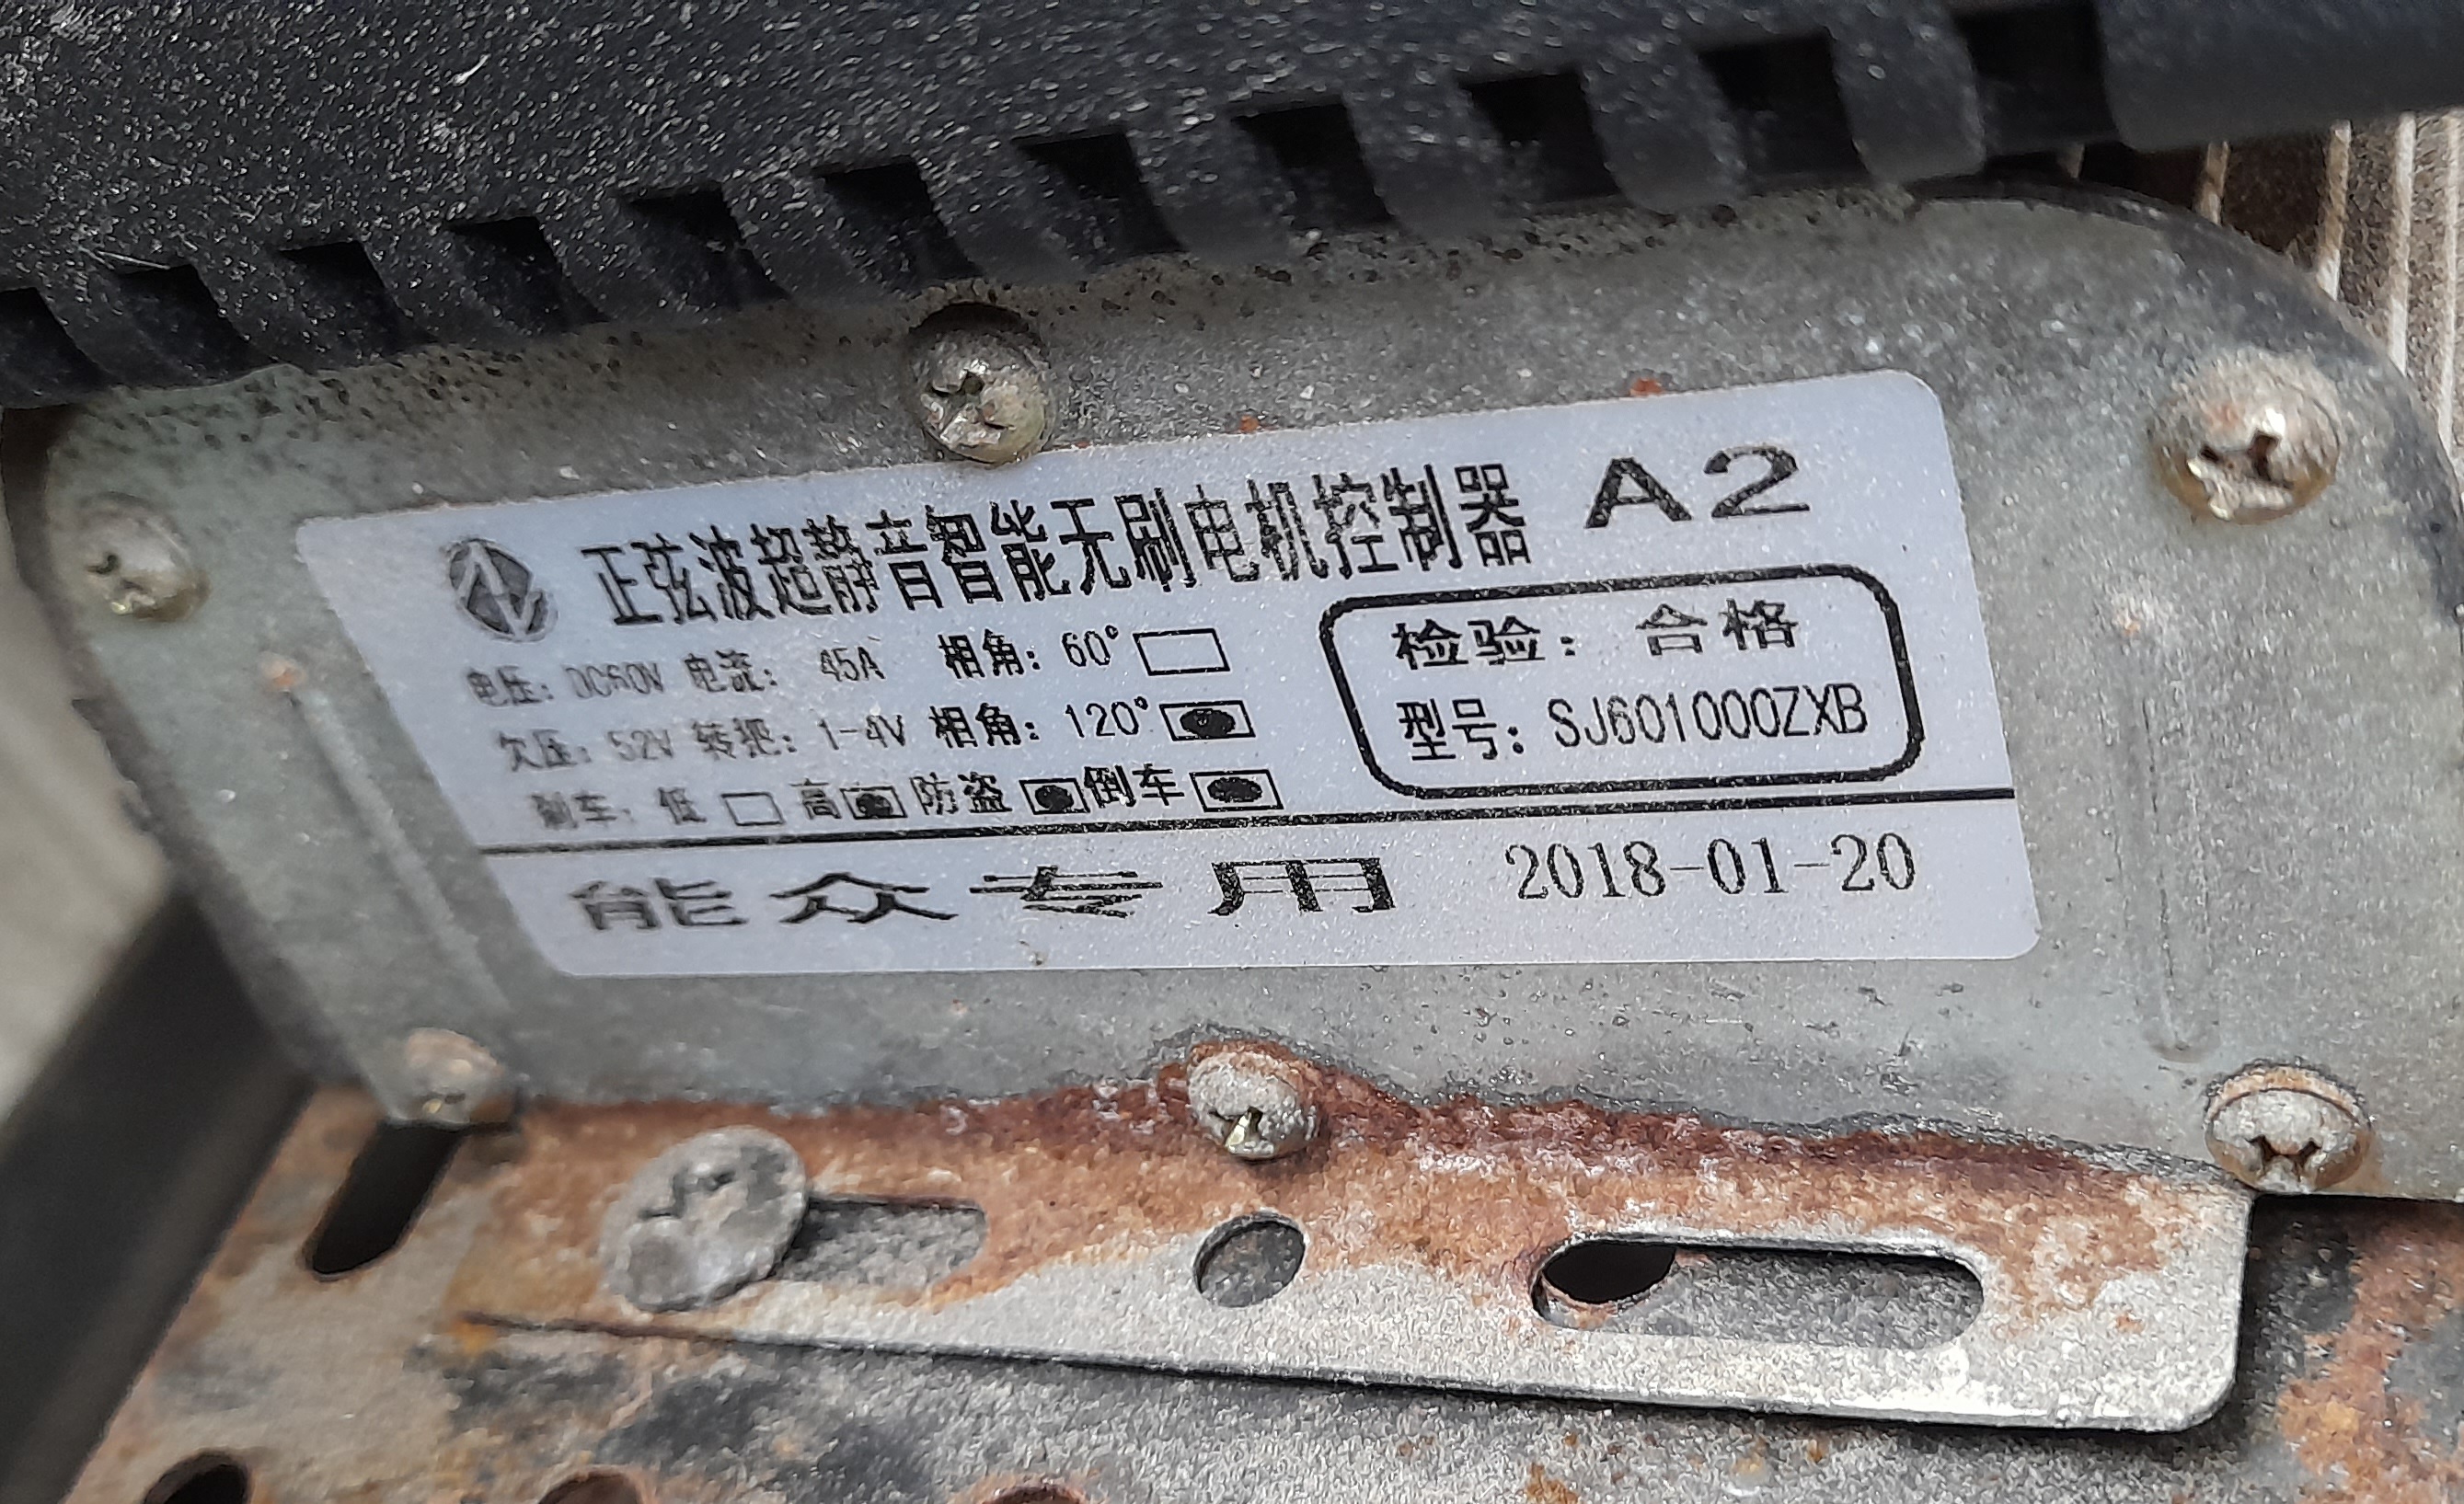 正弦波超静音智能无刷电机控制器 A2
电压: DC60V 电流: 45A 相角: 60°
欠压: 52V 转把: 1-4V 相角: 120°
刹车: 低 高 防盗 倒车
检验: 合格
型号: SJ601000ZXB
能众专用 2018-01-20